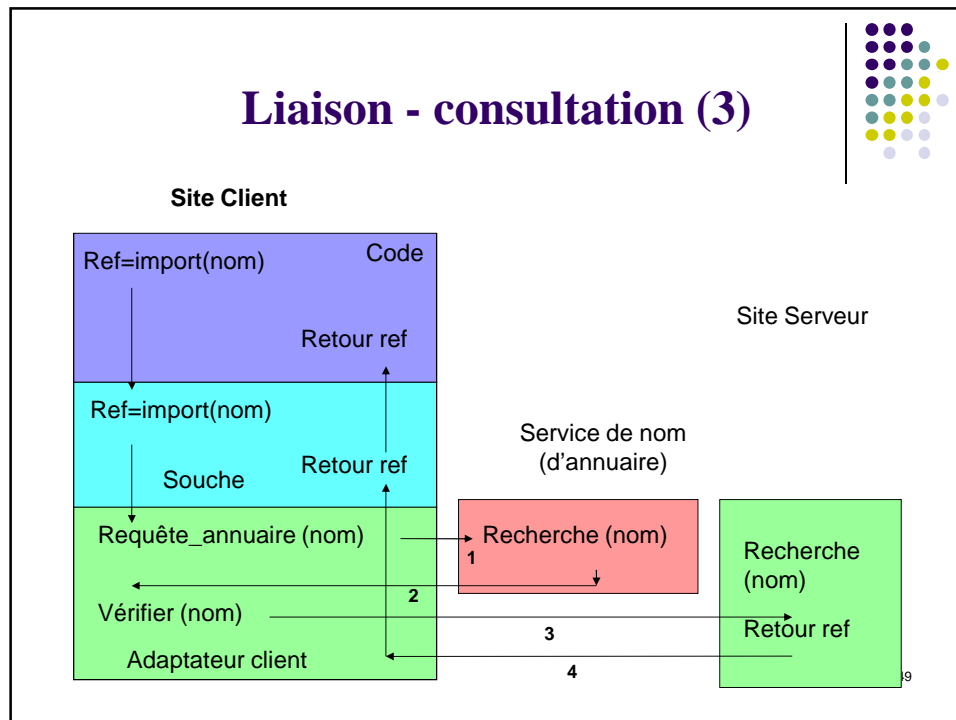 Liaison - consultation (3)
Site Client
Ref=import(nom)
Code
Retour ref
Site Serveur
Ref=import(nom)
Retour ref
Souche
Service de nom
(d'annuaire)
Requête_annuaire (nom)
1
Recherche (nom)
2
Vérifier (nom)
3
Adaptateur client
4
Recherche
(nom)
Retour ref
49